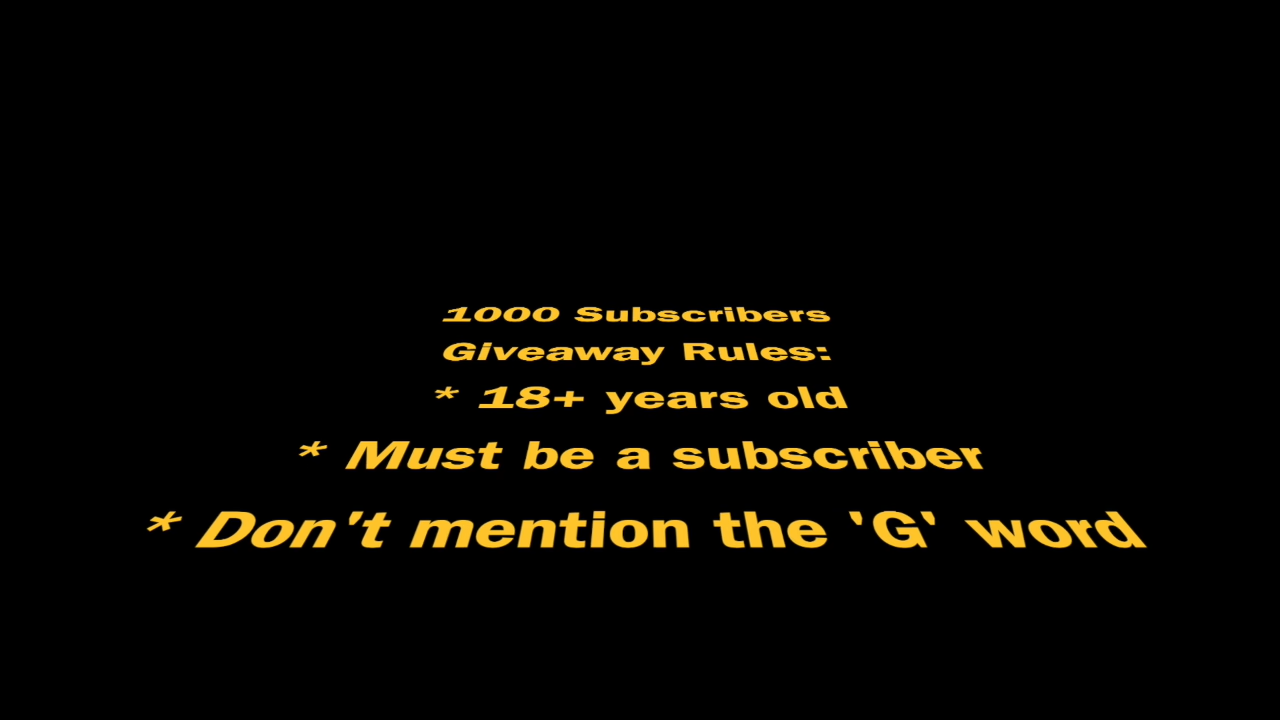 1000 Subscribers
Giveaway Rules:
* 18+ years old
* Must be a subscriber
* Don't mention the 'G' word